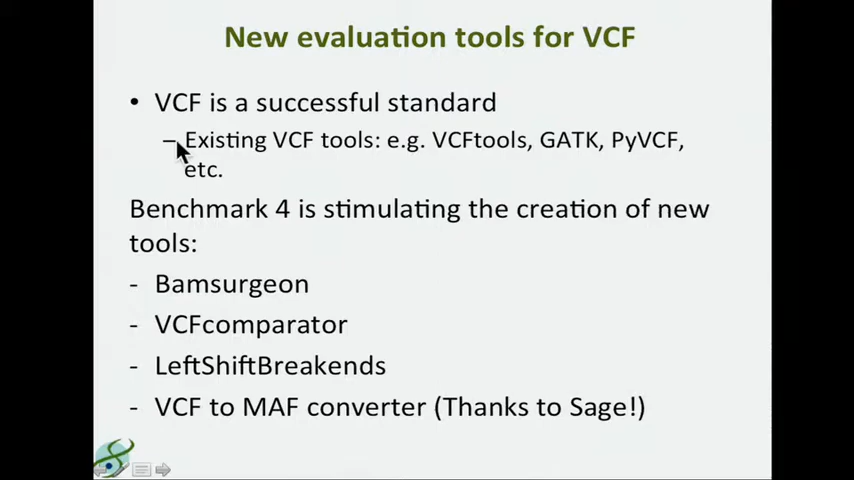 New evaluation tools for VCF
• VCF is a successful standard
– Existing VCF tools: e.g. VCFtools, GATK, PyVCF,
etc.
Benchmark 4 is stimulating the creation of new
tools:
- Bamsurgeon
- VCFcomparator
- LeftShiftBreakends
- VCF to MAF converter (Thanks to Sage!)